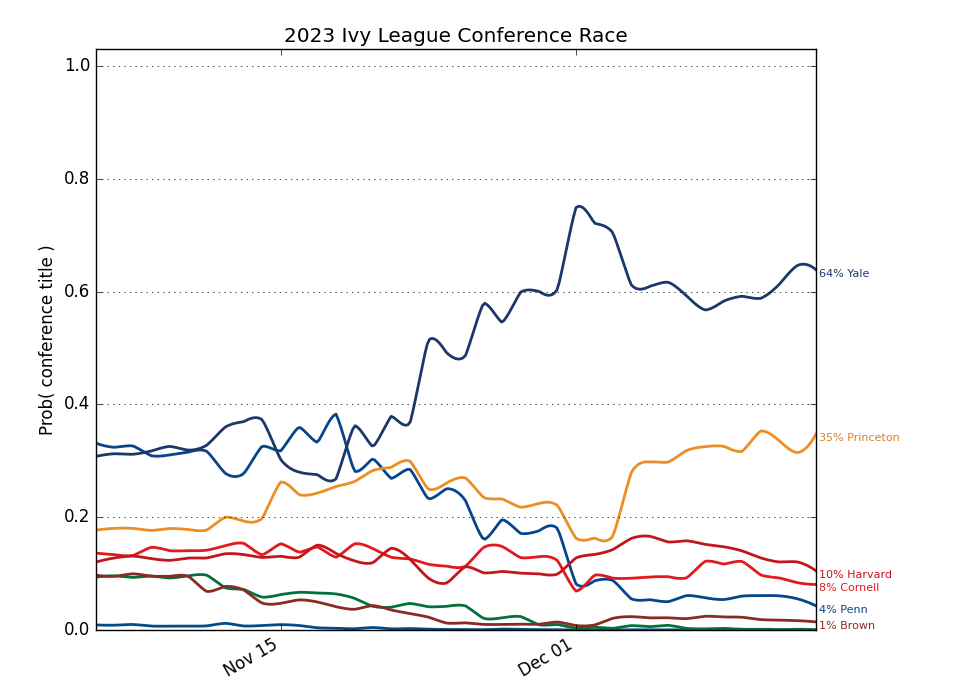 2023 Ivy League Conference Race
Prob( conference title )
1.0
0.8
0.6
0.4
0.2
0.0
Nov 15
Dec 01
64% Yale
35% Princeton
10% Harvard
8% Cornell
4% Penn
1% Brown